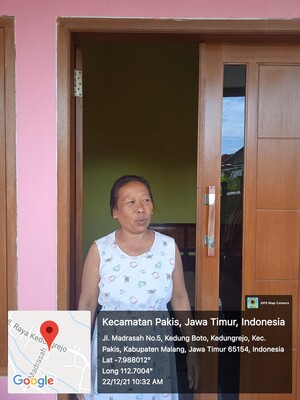 GPS Map Camera
Kecamatan Pakis, Jawa Timur, Indonesia
Jl. Madrasah No.5, Kedung Boto, Kedungrejo, Kec.
Pakis, Kabupaten Malang, Jawa Timur 65154, Indonesia
Lat -7.988012°
Long 112.7004°
22/12/21 10:32 AM
Jl. Raya Kedungrejo
Madrasah
Google